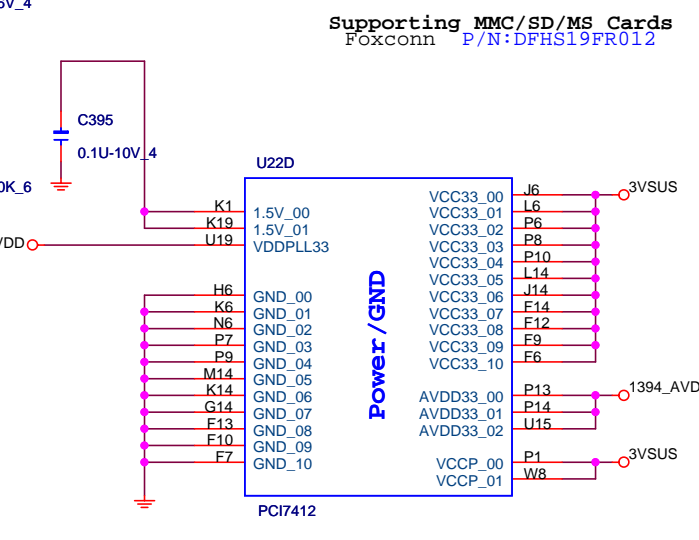 5V_4
Supporting MMC/SD/MS Cards
Foxconn P/N:DFHS19FR012
C395
0.1U-10V_4
0K_6
VDD
U22D
K1 1.5V_00
K19 1.5V_01
U19 VDDPLL33
H6 GND_00
K6 GND_01
N6 GND_02
P7 GND_03
P9 GND_04
M14 GND_05
K14 GND_06
G14 GND_07
F13 GND_08
F10 GND_09
F7 GND_10
Power/GND
VCC33_00 J6
VCC33_01 L6
VCC33_02 P6
VCC33_03 P8
VCC33_04 P10
VCC33_05 L14
VCC33_06 J14
VCC33_07 F14
VCC33_08 F12
VCC33_09 F9
VCC33_10 F6
3VSUS
AVDD33_00 P13
AVDD33_01 P14
AVDD33_02 U15
1394_AVD
VCCP_00 P1
VCCP_01 W8
3VSUS
PCI7412